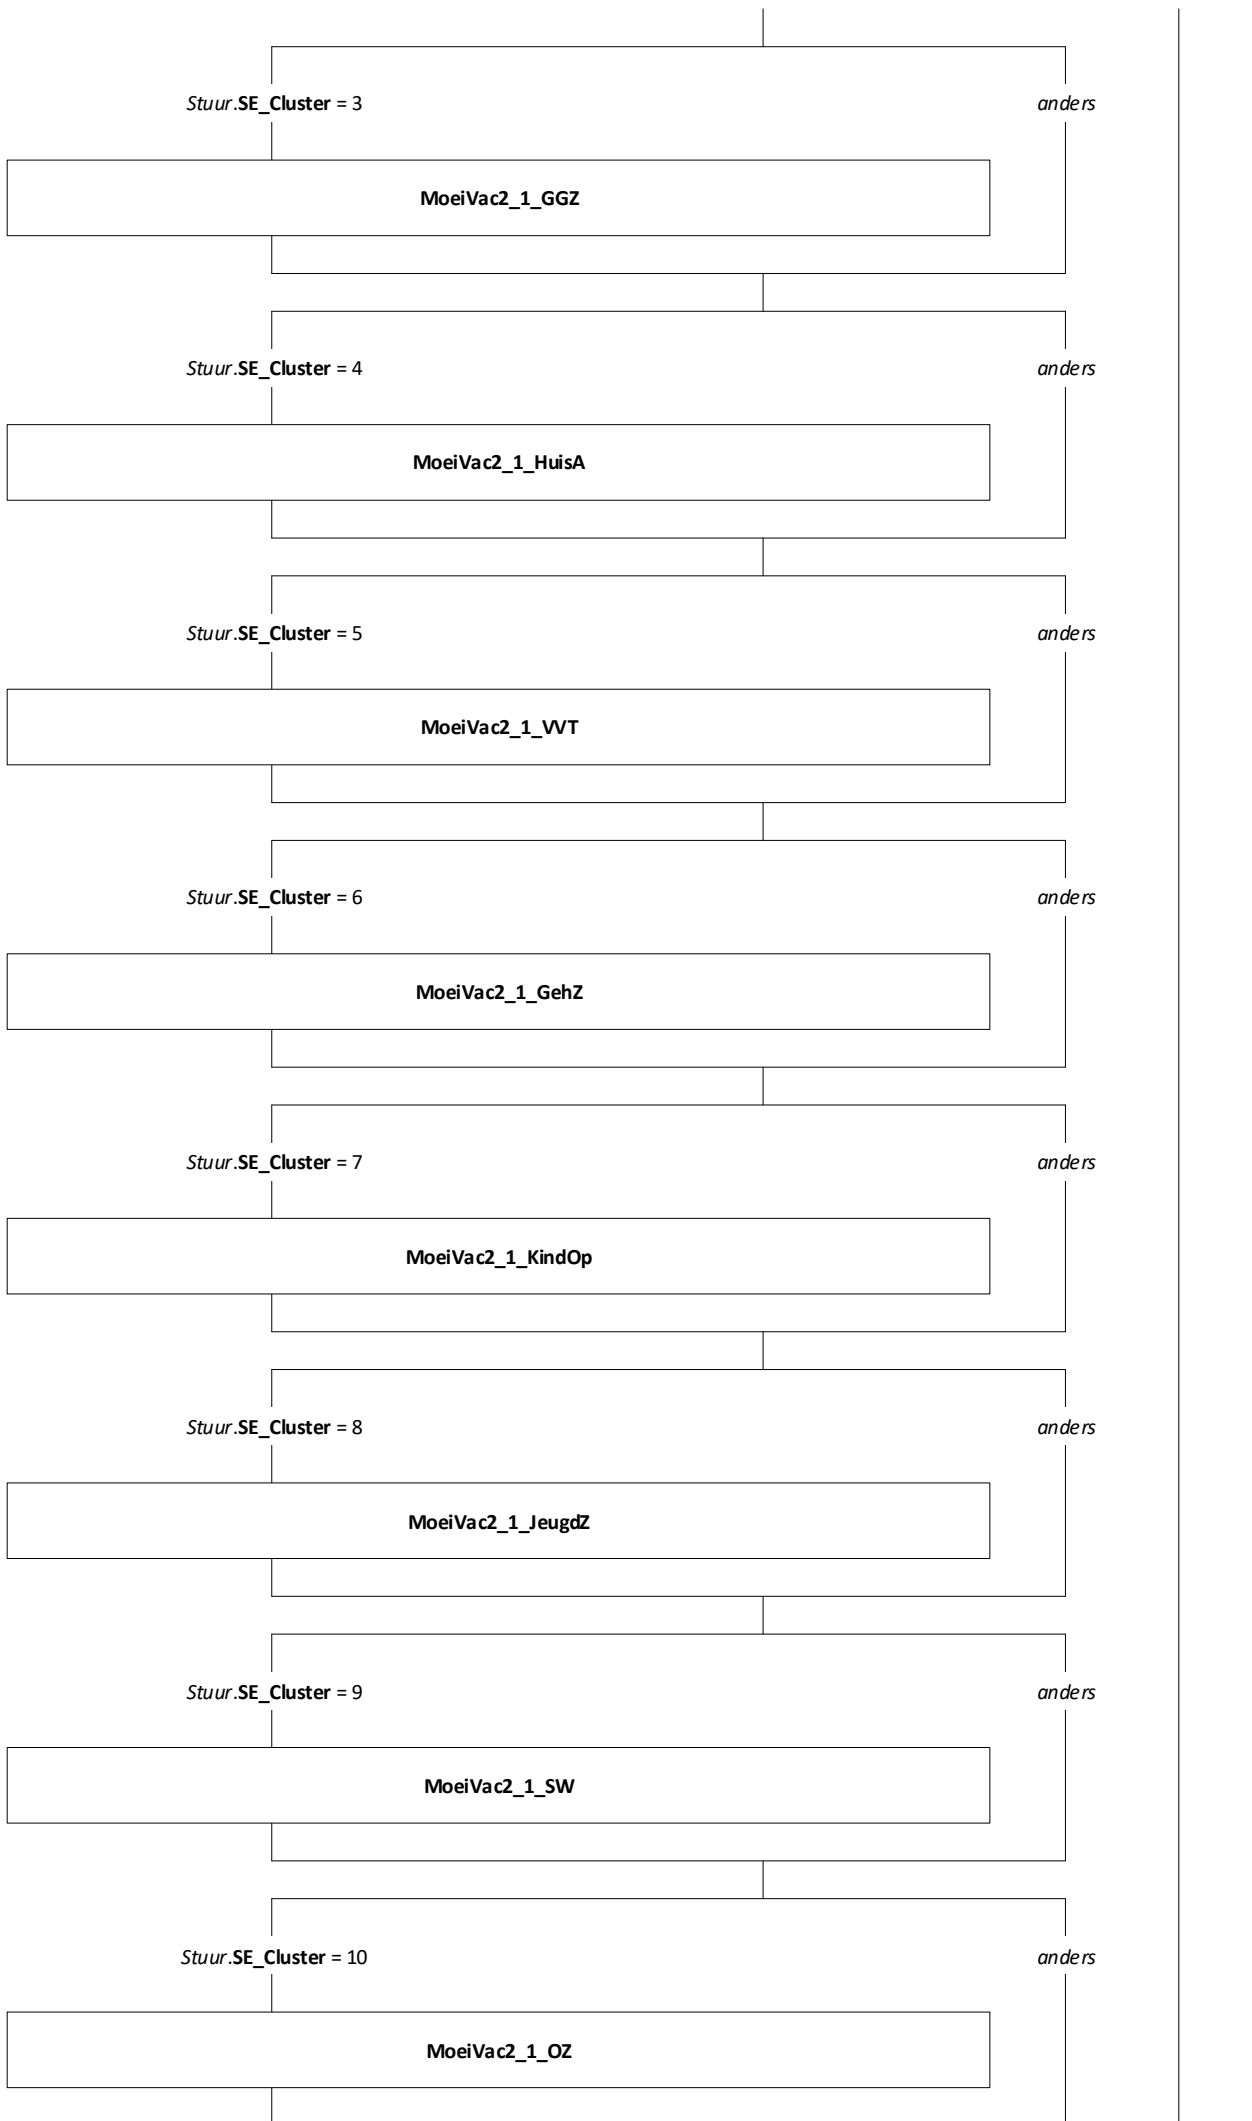 Stuur.SE_Cluster = 3 anders
MoeiVac2_1_GGZ
Stuur.SE_Cluster = 4 anders
MoeiVac2_1_HuisA
Stuur.SE_Cluster = 5 anders
MoeiVac2_1_VVT
Stuur.SE_Cluster = 6 anders
MoeiVac2_1_GehZ
Stuur.SE_Cluster = 7 anders
MoeiVac2_1_KindOp
Stuur.SE_Cluster = 8 anders
MoeiVac2_1_JeugdZ
Stuur.SE_Cluster = 9 anders
MoeiVac2_1_SW
Stuur.SE_Cluster = 10 anders
MoeiVac2_1_OZ